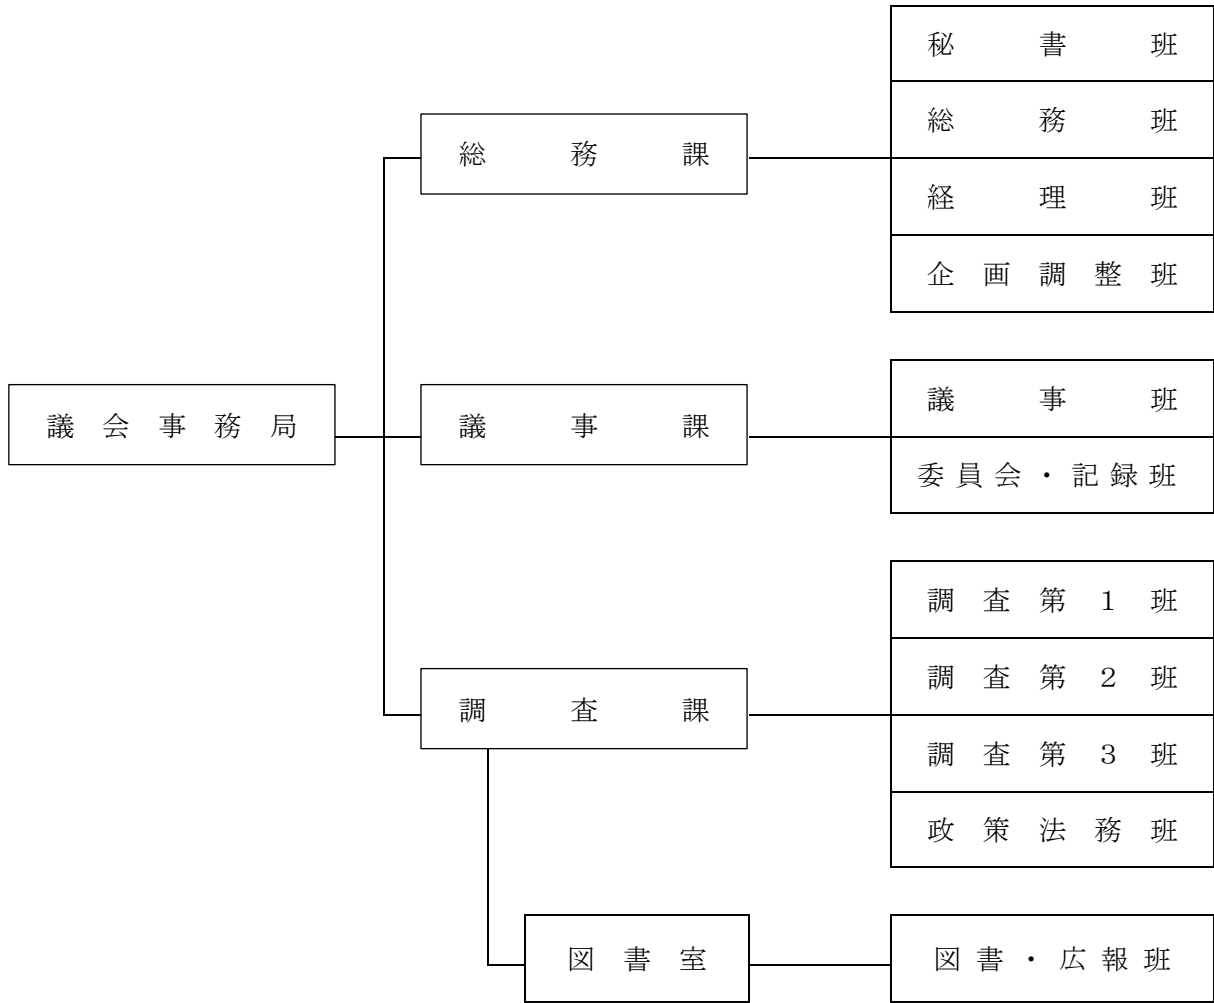 議会事務局
総務課
秘書班
総務班
経理班
企画調整班
議事課
議事班
委員会・記録班
調査課
調査第1班
調査第2班
調査第3班
政策法務班
図書室
図書・広報班